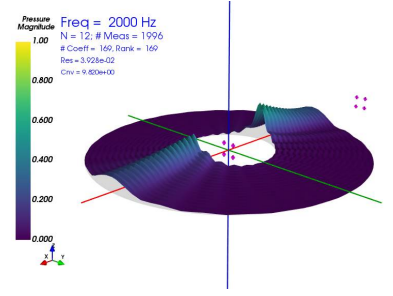 Pressure
Magnitude
Freq = 2000 Hz
N = 12; # Meas = 1996
# Coeff = 169, Rank = 169
Res = 3.928e-02
Cnv = 9.820e+00
1.00
0.800
0.600
0.400
0.200
0.000
Z
X
Y